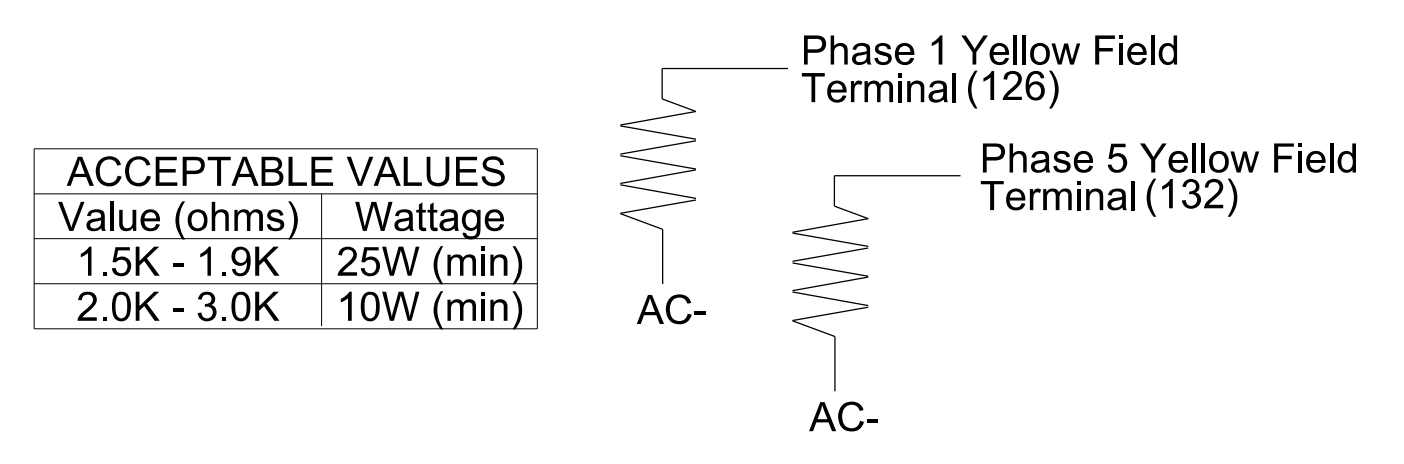 ACCEPTABLE VALUES
Value (ohms) Wattage
1.5K - 1.9K 25W (min)
2.0K - 3.0K 10W (min)
Phase 1 Yellow Field
Terminal (126)
AC-
Phase 5 Yellow Field
Terminal (132)
AC-